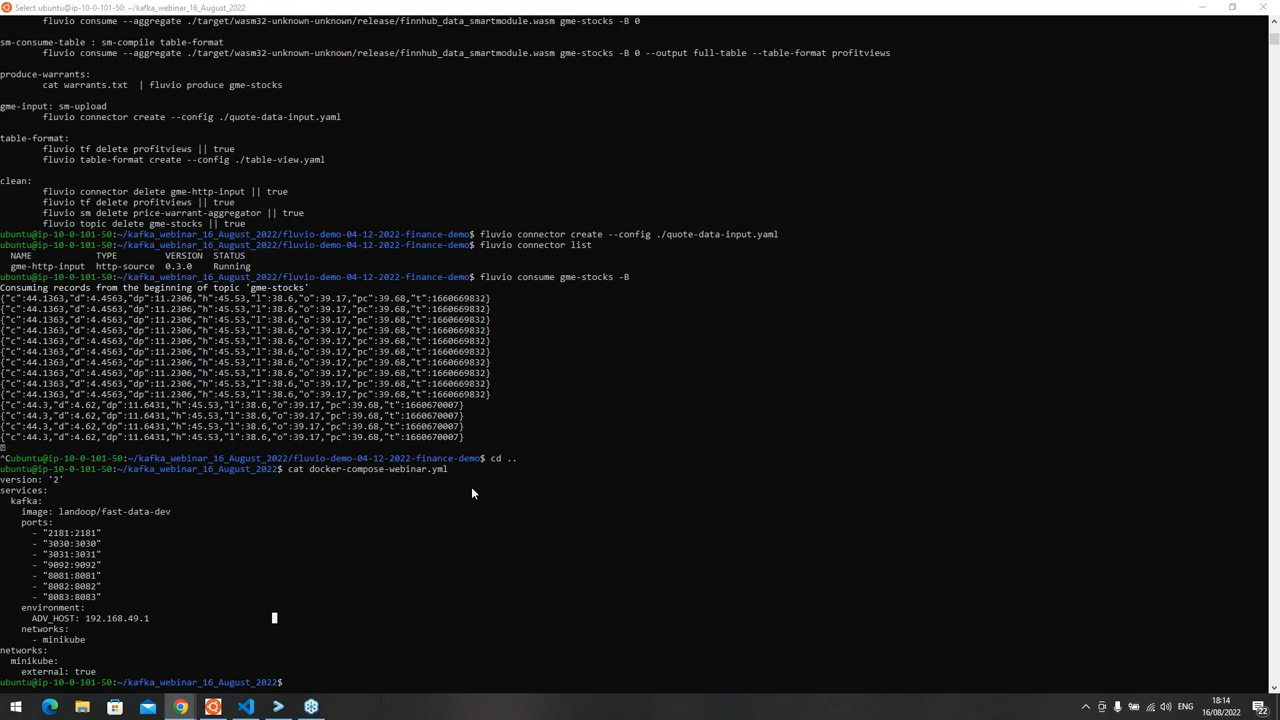 Select ubuntu@ip-10-0-101-50: ~/kafka_webinar_16_August_2022
fluvio consume --aggregate ./target/wasm32-unknown-unknown/release/finnhub_data_smartmodule.wasm gme-stocks -B 0
sm-consume-table : sm-compile table-format
fluvio consume --aggregate ./target/wasm32-unknown-unknown/release/finnhub_data_smartmodule.wasm gme-stocks -B 0 --output full-table --table-format profitviews
produce-warrants:
cat warrants.txt  | fluvio produce gme-stocks
gme-input: sm-upload
fluvio connector create --config ./quote-data-input.yaml
table-format:
fluvio tf delete profitviews || true
fluvio table-format create --config ./table-view.yaml
clean:
fluvio connector delete gme-http-input || true
fluvio tf delete profitviews || true
fluvio sm delete price-warrant-aggregator || true
fluvio topic delete gme-stocks || true
ubuntu@ip-10-0-101-50:~/kafka_webinar_16_August_2022/fluvio-demo-04-12-2022-finance-demo$ fluvio connector create --config ./quote-data-input.yaml
ubuntu@ip-10-0-101-50:~/kafka_webinar_16_August_2022/fluvio-demo-04-12-2022-finance-demo$ fluvio connector list
NAME            TYPE         VERSION  STATUS
gme-http-input  http-source  0.3.0    Running
ubuntu@ip-10-0-101-50:~/kafka_webinar_16_August_2022/fluvio-demo-04-12-2022-finance-demo$ fluvio consume gme-stocks -B
Consuming records from the beginning of topic 'gme-stocks'
{"c":44.1363,"d":4.4563,"dp":11.2306,"h":45.53,"l":38.6,"o":39.17,"pc":39.68,"t":1660669832}
{"c":44.1363,"d":4.4563,"dp":11.2306,"h":45.53,"l":38.6,"o":39.17,"pc":39.68,"t":1660669832}
{"c":44.1363,"d":4.4563,"dp":11.2306,"h":45.53,"l":38.6,"o":39.17,"pc":39.68,"t":1660669832}
{"c":44.1363,"d":4.4563,"dp":11.2306,"h":45.53,"l":38.6,"o":39.17,"pc":39.68,"t":1660669832}
{"c":44.1363,"d":4.4563,"dp":11.2306,"h":45.53,"l":38.6,"o":39.17,"pc":39.68,"t":1660669832}
{"c":44.1363,"d":4.4563,"dp":11.2306,"h":45.53,"l":38.6,"o":39.17,"pc":39.68,"t":1660669832}
{"c":44.1363,"d":4.4563,"dp":11.2306,"h":45.53,"l":38.6,"o":39.17,"pc":39.68,"t":1660669832}
{"c":44.1363,"d":4.4563,"dp":11.2306,"h":45.53,"l":38.6,"o":39.17,"pc":39.68,"t":1660669832}
{"c":44.1363,"d":4.4563,"dp":11.2306,"h":45.53,"l":38.6,"o":39.17,"pc":39.68,"t":1660669832}
{"c":44.1363,"d":4.4563,"dp":11.2306,"h":45.53,"l":38.6,"o":39.17,"pc":39.68,"t":1660669832}
{"c":44.3,"d":4.62,"dp":11.6431,"h":45.53,"l":38.6,"o":39.17,"pc":39.68,"t":1660670007}
{"c":44.3,"d":4.62,"dp":11.6431,"h":45.53,"l":38.6,"o":39.17,"pc":39.68,"t":1660670007}
{"c":44.3,"d":4.62,"dp":11.6431,"h":45.53,"l":38.6,"o":39.17,"pc":39.68,"t":1660670007}
{"c":44.3,"d":4.62,"dp":11.6431,"h":45.53,"l":38.6,"o":39.17,"pc":39.68,"t":1660670007}
^Cubuntu@ip-10-0-101-50:~/kafka_webinar_16_August_2022/fluvio-demo-04-12-2022-finance-demo$ cd ..
ubuntu@ip-10-0-101-50:~/kafka_webinar_16_August_2022$ cat docker-compose-webinar.yml
version: '2'
services:
kafka:
image: landoop/fast-data-dev
ports:
- "2181:2181"
- "3030:3030"
- "3031:3031"
- "9092:9092"
- "8081:8081"
- "8082:8082"
- "8083:8083"
environment:
ADV_HOST: 192.168.49.1
networks:
- minikube
networks:
minikube:
external: true
ubuntu@ip-10-0-101-50:~/kafka_webinar_16_August_2022$
ENG
18:14
16/08/2022
22